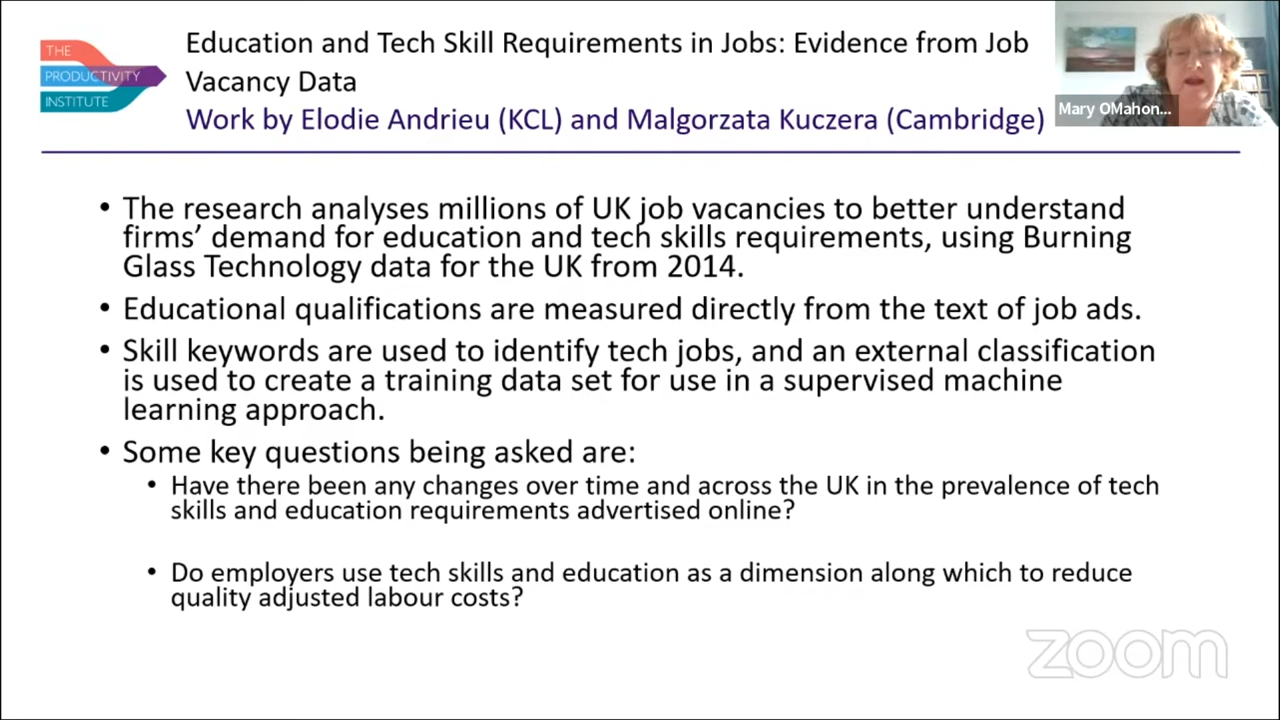 THE
PRODUCTIVITY
INSTITUTE
Education and Tech Skill Requirements in Jobs: Evidence from Job
Vacancy Data
Work by Elodie Andrieu (KCL) and Malgorzata Kuczera (Cambridge)
Mary OMahon...
• The research analyses millions of UK job vacancies to better understand
firms’ demand for education and tech skills requirements, using Burning
Glass Technology data for the UK from 2014.
• Educational qualifications are measured directly from the text of job ads.
• Skill keywords are used to identify tech jobs, and an external classification
is used to create a training data set for use in a supervised machine
learning approach.
• Some key questions being asked are:
• Have there been any changes over time and across the UK in the prevalence of tech
skills and education requirements advertised online?
• Do employers use tech skills and education as a dimension along which to reduce
quality adjusted labour costs?
zoom